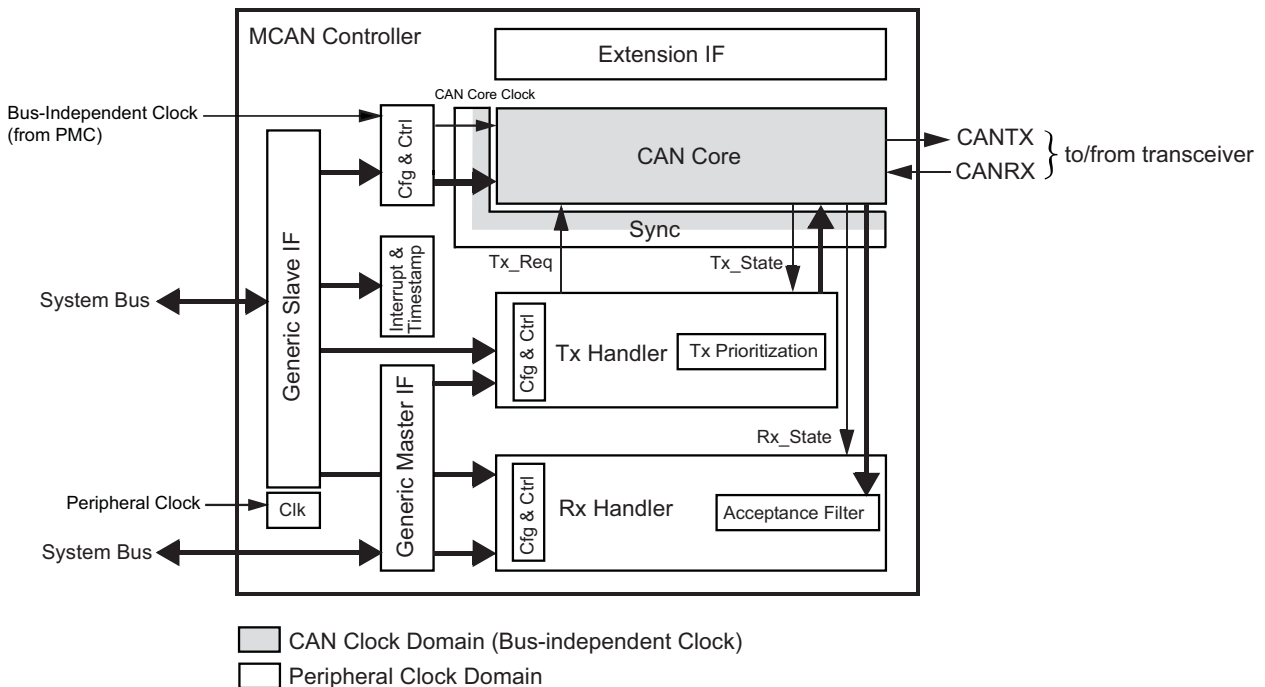 MCAN Controller
Extension IF
CAN Core Clock
Bus-Independent Clock
(from PMC)
Cfg & Ctrl
CAN Core
CANTX
CANRX
to/from transceiver
Sync
Generic Slave IF
Interrupt &
Timestamp
Tx_Req
Tx_State
System Bus
Cfg & Ctrl
Tx Handler
Tx Prioritization
Generic Master IF
Rx_State
Peripheral Clock
Clk
Cfg & Ctrl
Rx Handler
Acceptance Filter
System Bus
CAN Clock Domain (Bus-independent Clock)
Peripheral Clock Domain